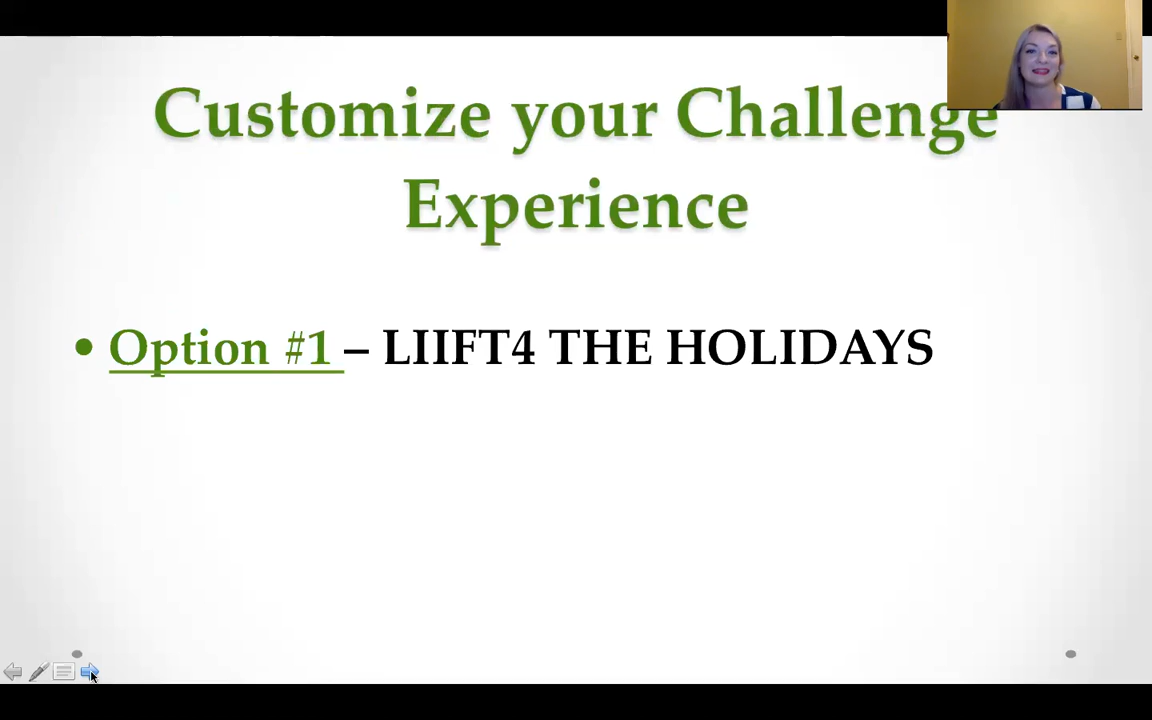 Customize your Challenge
Experience
• Option #1 – LIIFT4 THE HOLIDAYS